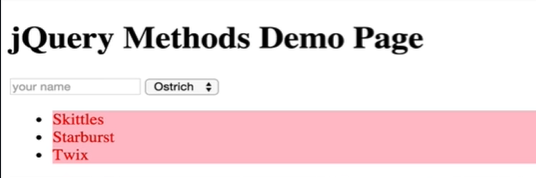 jQuery Methods Demo Page
your name Ostrich
Skittles
Starburst
Twix